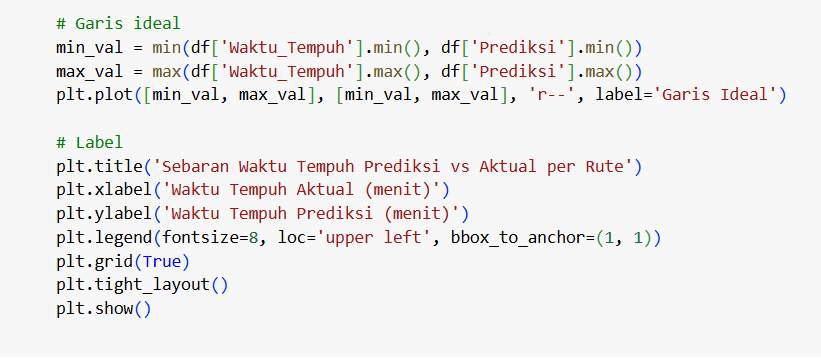 # Garis ideal
min_val = min(df['Waktu_Tempuh'].min(), df['Prediksi'].min())
max_val = max(df['Waktu_Tempuh'].max(), df['Prediksi'].max())
plt.plot([min_val, max_val], [min_val, max_val], 'r--', label='Garis Ideal')
# Label
plt.title('Sebaran Waktu Tempuh Prediksi vs Aktual per Rute')
plt.xlabel('Waktu Tempuh Aktual (menit)')
plt.ylabel('Waktu Tempuh Prediksi (menit)')
plt.legend(fontsize=8, loc='upper left', bbox_to_anchor=(1, 1))
plt.grid(True)
plt.tight_layout()
plt.show()